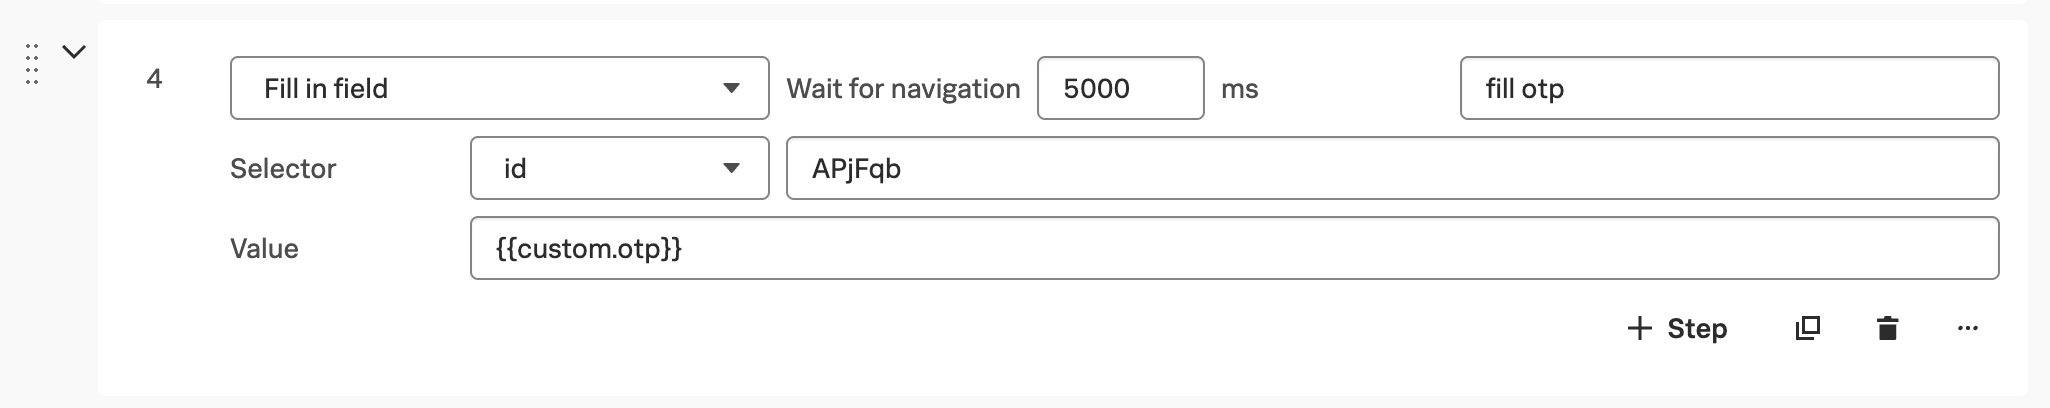 4 Fill in field Wait for navigation 5000 ms fill otp
Selector id APjFqb
Value {{custom.otp}}
+ Step ...